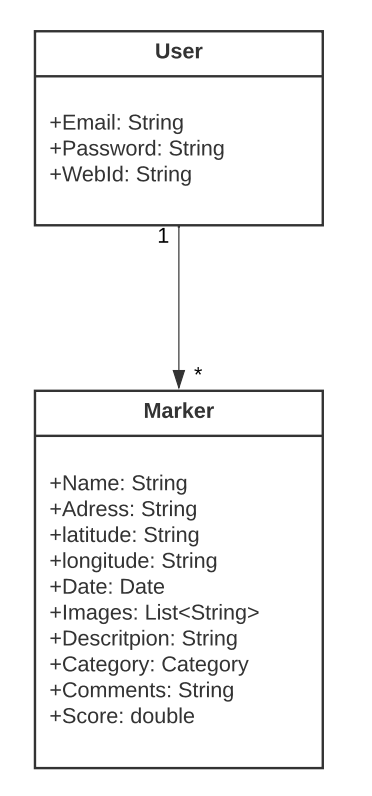 User
+Email: String
+Password: String
+WebId: String
1
*
Marker
+Name: String
+Adress: String
+latitude: String
+longitude: String
+Date: Date
+Images: List<String>
+Descritpion: String
+Category: Category
+Comments: String
+Score: double